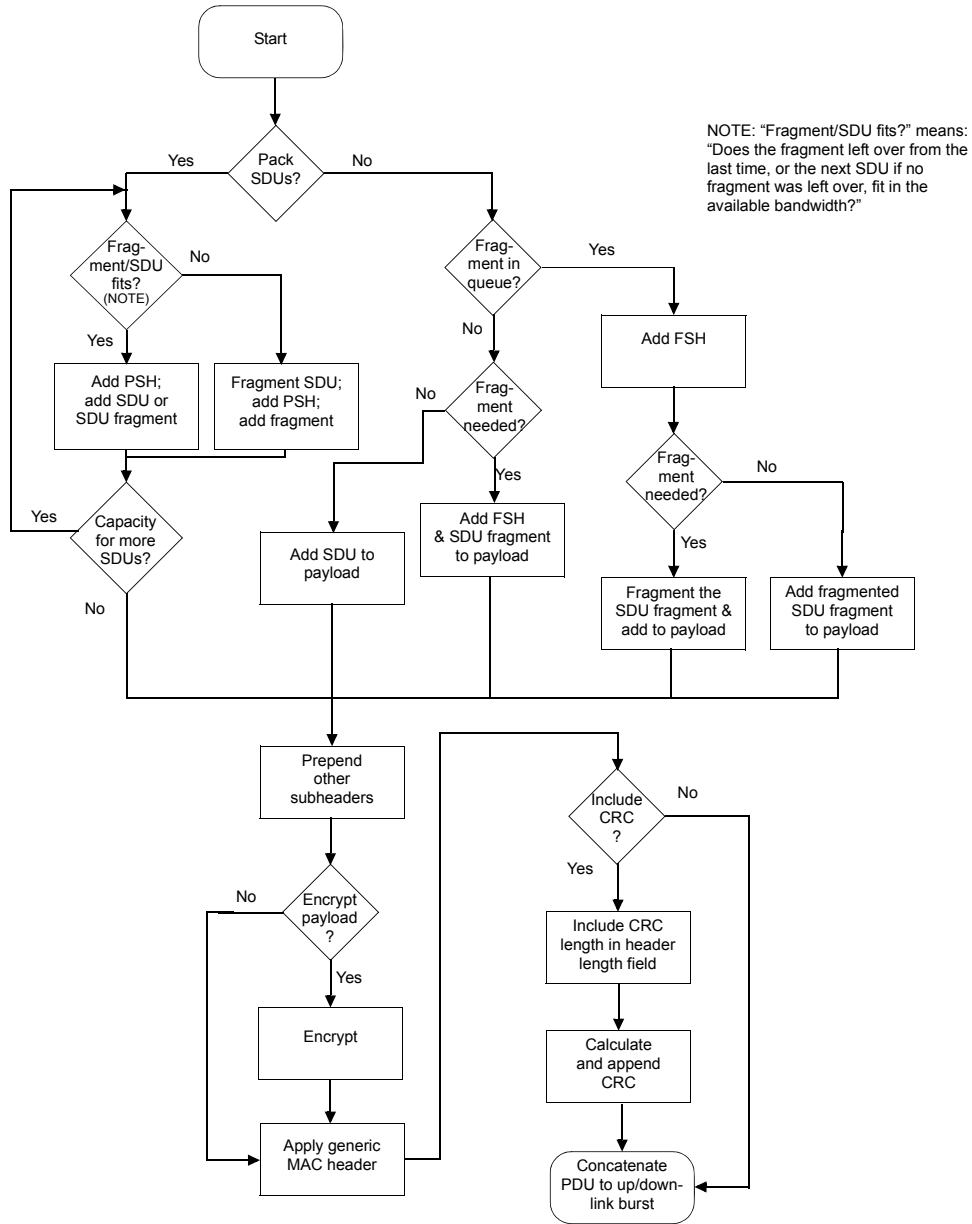 Start
NOTE: “Fragment/SDU fits?” means:
“Does the fragment left over from the
last time, or the next SDU if no
fragment was left over, fit in the
available bandwidth?”
Yes
Pack
SDUs?
No
Frag-
ment/SDU
fits?
(NOTE)
No
Yes
Frag-
ment in
queue?
Yes
No
Add FSH
Add PSH;
add SDU or
SDU fragment
Fragment SDU;
add PSH;
add fragment
No
Frag-
ment
needed?
Yes
Frag-
ment
needed?
No
Yes
Yes
Capacity
for more
SDUs?
No
Add SDU to
payload
Add FSH
& SDU fragment
to payload
Fragment the
SDU fragment &
add to payload
Add fragmented
SDU fragment
to payload
Prepend
other
subheaders
No
Encrypt
payload
?
Yes
Encrypt
Apply generic
MAC header
Include
CRC
?
No
Yes
Include CRC
length in header
length field
Calculate
and append
CRC
Concatenate
PDU to up/down-
link burst